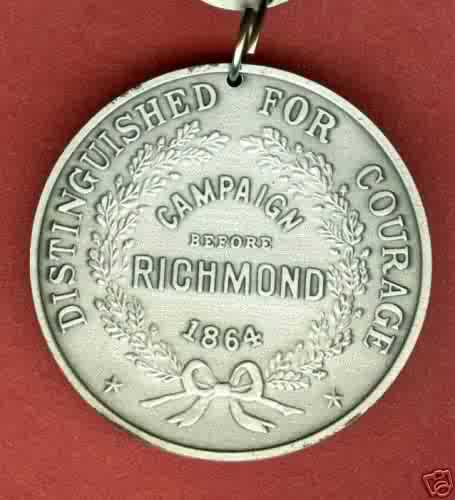 DISTINGUISHED FOR COURAGE
CAMPAIGN
BEFORE
RICHMOND
1864